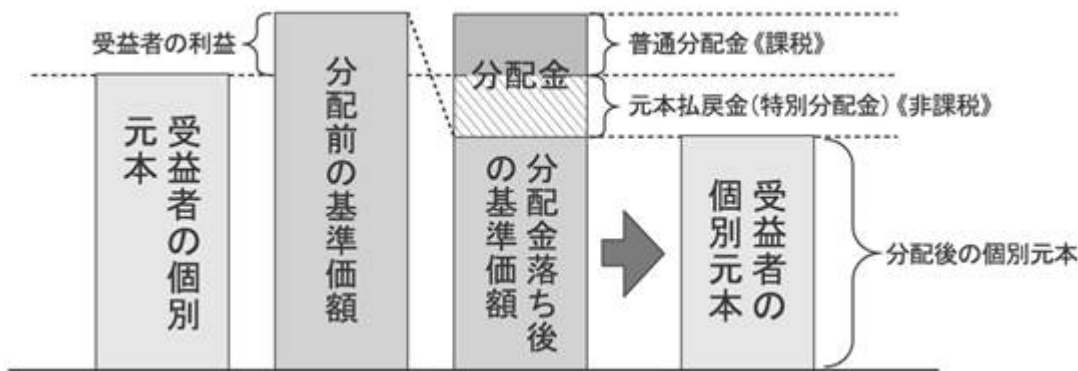 受益者の利益
受益者の個別
元本
分配前の基準価額
分配金
分配金落ち後
の基準価額
普通分配金《課税》
元本払戻金(特別分配金)《非課税》
受益者の
個別元本
分配後の個別元本